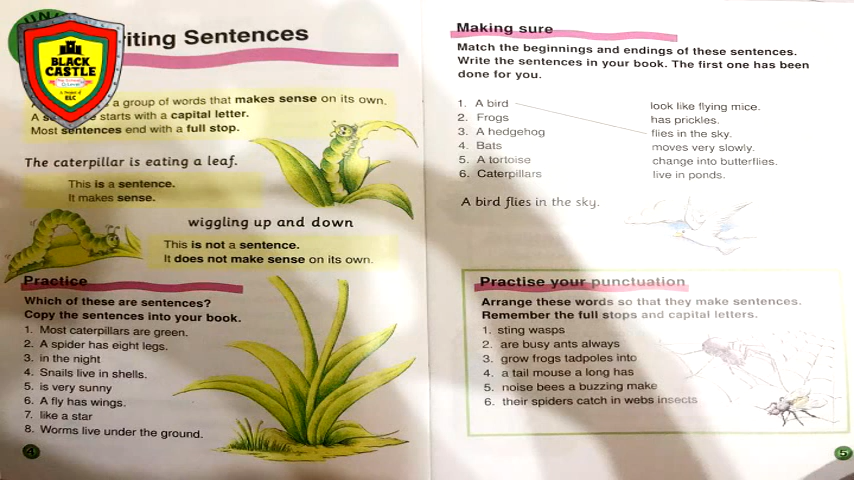 BLACK
CASTLE
ELC
iting Sentences
a group of words that makes sense on its own.
starts with a capital letter.
Most sentences end with a full stop.
The caterpillar is eating a leaf.
This is a sentence.
It makes sense.
wiggling up and down
This is not a sentence.
It does not make sense on its own.
Practice
Which of these are sentences?
Copy the sentences into your book.
1. Most caterpillars are green.
2. A spider has eight legs.
3. in the night
4. Snails live in shells.
5. is very sunny
6. A fly has wings.
7. like a star
8. Worms live under the ground.
4
Making sure
Match the beginnings and endings of these sentences.
Write the sentences in your book. The first one has been
done for you.
1. A bird look like flying mice.
2. Frogs has prickles.
3. A hedgehog flies in the sky.
4. Bats moves very slowly.
5. A tortoise change into butterflies.
6. Caterpillars live in ponds.
A bird flies in the sky.
Practise your punctuation
Arrange these words so that they make sentences.
Remember the full stops and capital letters.
1. sting wasps
2. are busy ants always
3. grow frogs tadpoles into
4. a tail mouse a long has
5. noise bees a buzzing make
6. their spiders catch in webs insects
5